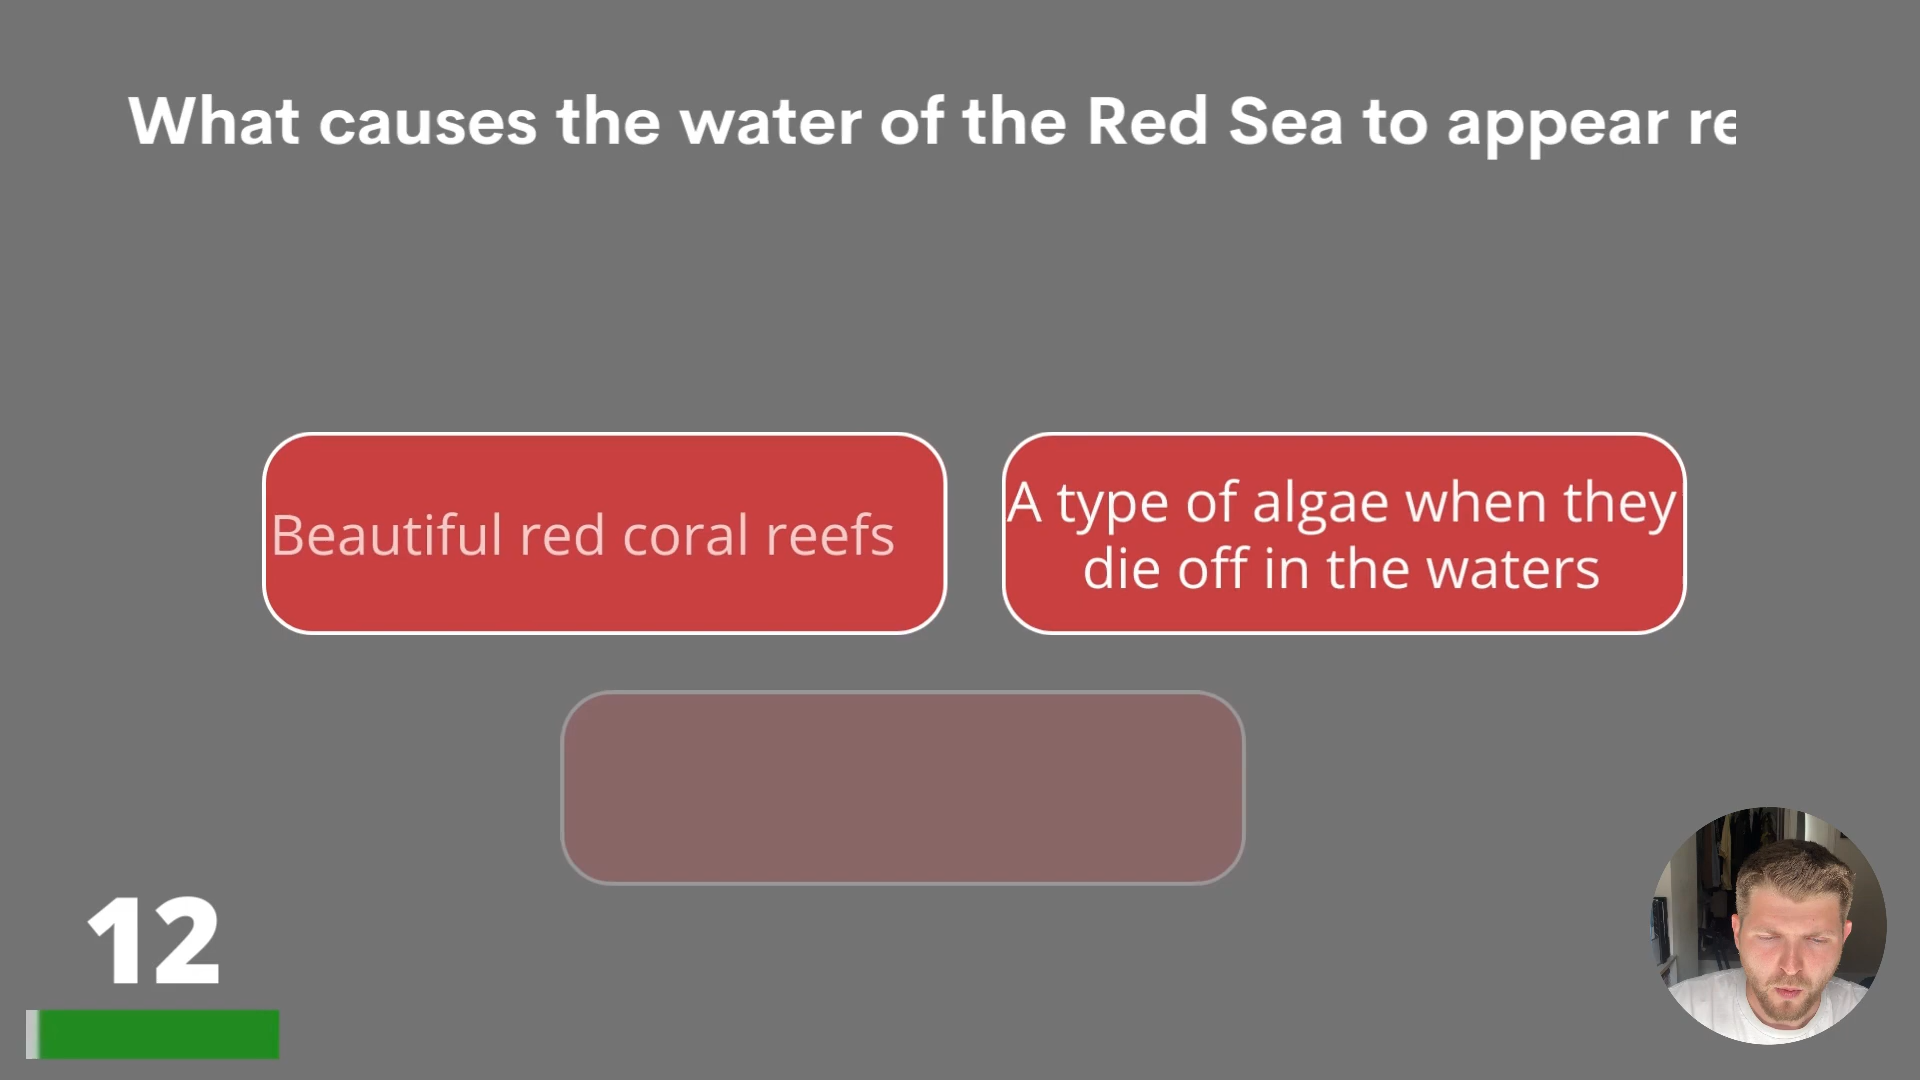 What causes the water of the Red Sea to appear re
Beautiful red coral reefs
A type of algae when they
die off in the waters
12